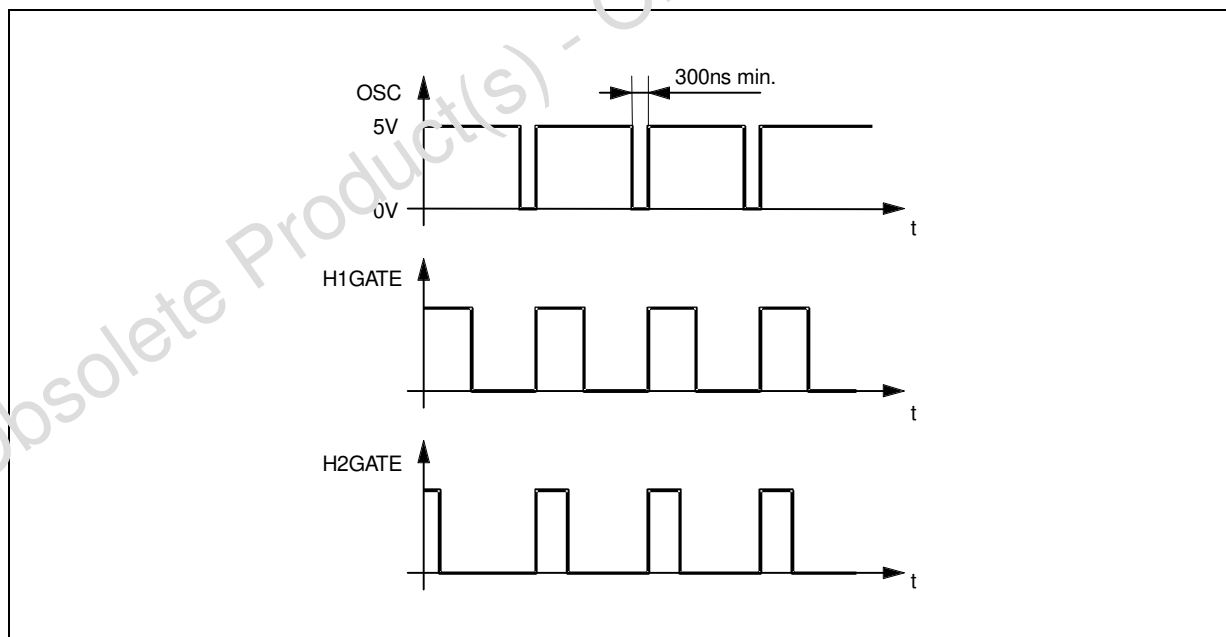 Obsolete Product(s) - O
300ns min.
OSC
5V
0V
t
H1GATE
t
H2GATE
t